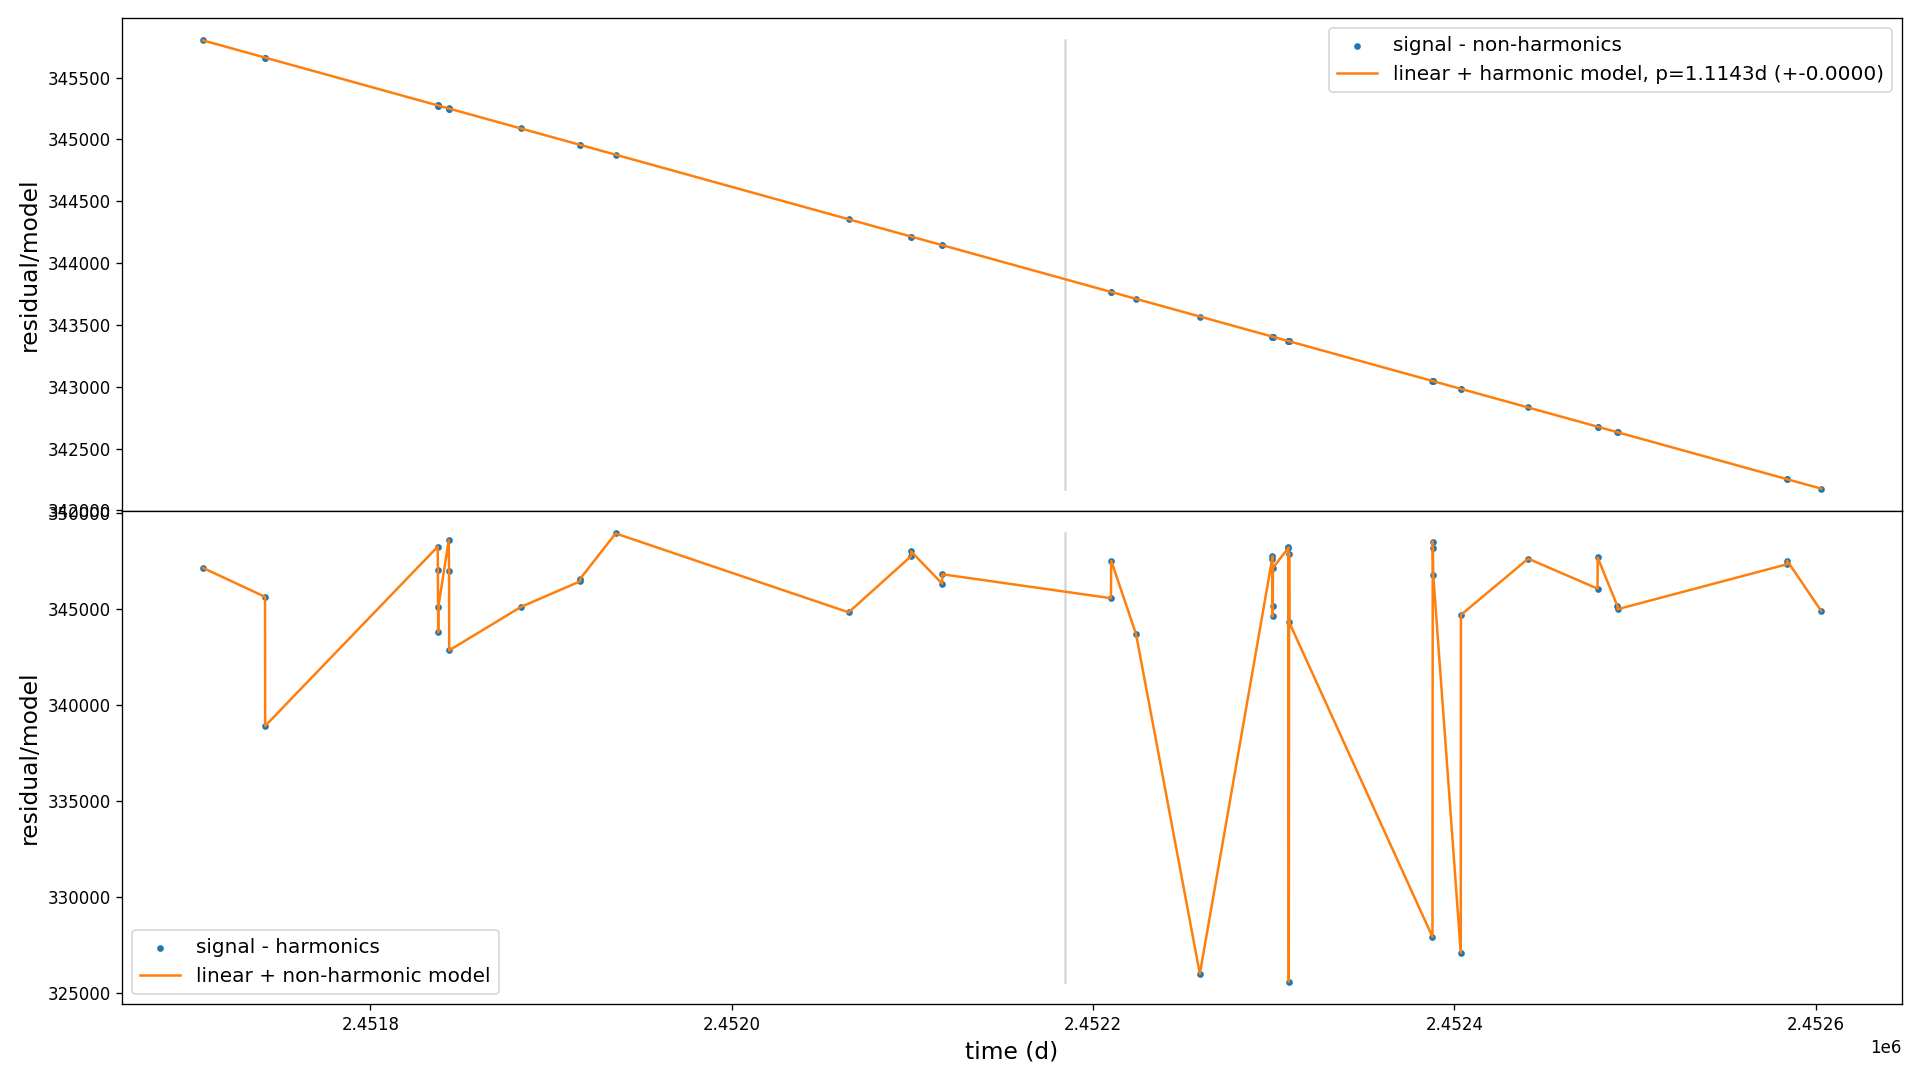 signal - non-harmonics
linear + harmonic model, p=1.1143d (+-0.0000)
345500
345000
344500
344000
343500
343000
342500
342000
residual/model
350000
345000
340000
335000
330000
325000
residual/model
signal - harmonics
linear + non-harmonic model
2.4518 2.4520 2.4522 2.4524 2.4526
1e6
time (d)